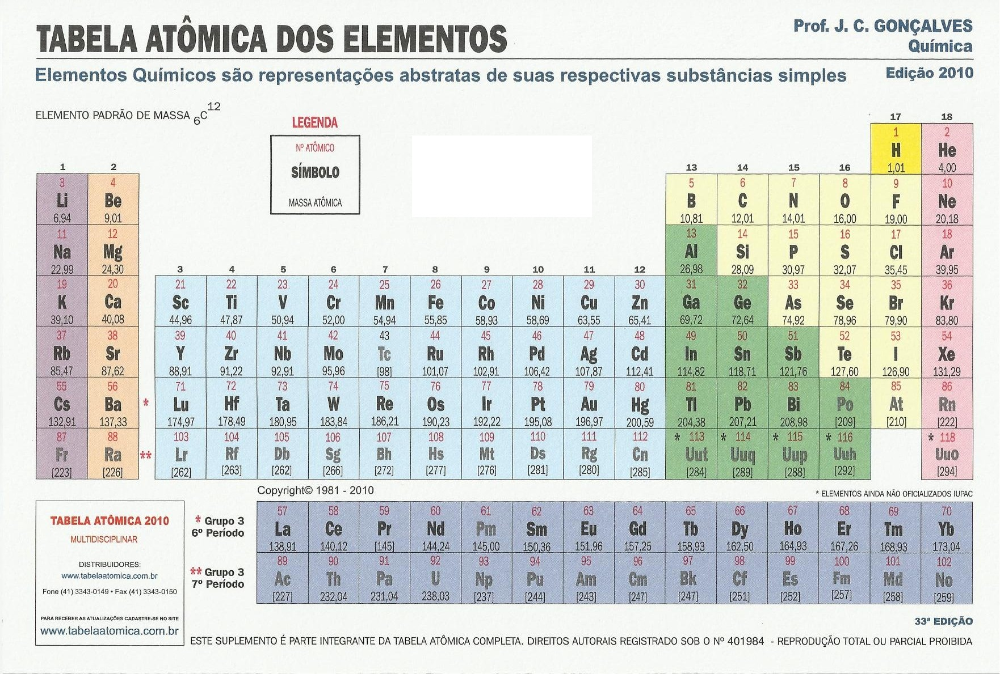 TABELA ATÔMICA DOS ELEMENTOS
Prof. J. C. GONÇALVES
Química
Elementos Químicos são representações abstratas de suas respectivas substâncias simples
Edição 2010
ELEMENTO PADRÃO DE MASSA 6C12
LEGENDA
Nº ATÔMICO
SÍMBOLO
MASSA ATÔMICA
17 18
1 2
H He
1,01 4,00
1 2 13 14 15 16
3 4 5 6 7 8 9 10
Li Be B C N O F Ne
6,94 9,01 10,81 12,01 14,01 16,00 19,00 20,18
11 12 13 14 15 16 17 18
Na Mg Al Si P S Cl Ar
22,99 24,30 26,98 28,09 30,97 32,07 35,45 39,95
3 4 5 6 7 8 9 10 11 12
19 20 21 22 23 24 25 26 27 28 29 30 31 32 33 34 35 36
K Ca Sc Ti V Cr Mn Fe Co Ni Cu Zn Ga Ge As Se Br Kr
39,10 40,08 44,96 47,87 50,94 52,00 54,94 55,85 58,93 58,69 63,55 65,41 69,72 72,64 74,92 78,96 79,90 83,80
37 38 39 40 41 42 43 44 45 46 47 48 49 50 51 52 53 54
Rb Sr Y Zr Nb Mo Tc Ru Rh Pd Ag Cd In Sn Sb Te I Xe
85,47 87,62 88,91 91,22 92,91 95,96 [98] 101,07 102,91 106,42 107,87 112,41 114,82 118,71 121,76 127,60 126,90 131,29
55 56 71 72 73 74 75 76 77 78 79 80 81 82 83 84 85 86
Cs Ba * Lu Hf Ta W Re Os Ir Pt Au Hg Tl Pb Bi Po At Rn
132,91 137,33 174,97 178,49 180,95 183,84 186,21 190,23 192,22 195,08 196,97 200,59 204,38 207,21 208,98 [209] [210] [222]
87 88 103 104 105 106 107 108 109 110 111 112 * 113 * 114 * 115 * 116 * 118
Fr Ra ** Lr Rf Db Sg Bh Hs Mt Ds Rg Cn Uut Uuq Uup Uuh Uuo
[223] [226] [262] [263] [262] [266] [272] [277] [276] [281] [280] [285] [284] [289] [288] [292] [294]
Copyright© 1981 - 2010
* ELEMENTOS AINDA NÃO OFICIALIZADOS IUPAC
* Grupo 3
6º Período
57 58 59 60 61 62 63 64 65 66 67 68 69 70
La Ce Pr Nd Pm Sm Eu Gd Tb Dy Ho Er Tm Yb
138,91 140,12 [145] 144,24 145,00 150,36 151,96 157,25 158,93 162,50 164,93 167,26 168,93 173,04
** Grupo 3
7º Período
89 90 91 92 93 94 95 96 97 98 99 100 101 102
Ac Th Pa U Np Pu Am Cm Bk Cf Es Fm Md No
[227] 232,04 231,04 238,03 [237] [244] [243] [247] [247] [251] [252] [257] [258] [259]
TABELA ATÔMICA 2010
MULTIDISCIPLINAR
DISTRIBUIDORES:
www.tabelaatomica.com.br
Fone (41) 3343-0149 • Fax (41) 3343-0150
PARA RECEBER AS ATUALIZAÇÕES CADASTRE-SE NO SITE
www.tabelaatomica.com.br
33ª EDIÇÃO
ESTE SUPLEMENTO É PARTE INTEGRANTE DA TABELA ATÔMICA COMPLETA. DIREITOS AUTORAIS REGISTRADO SOB O Nº 401984 - REPRODUÇÃO TOTAL OU PARCIAL PROIBIDA